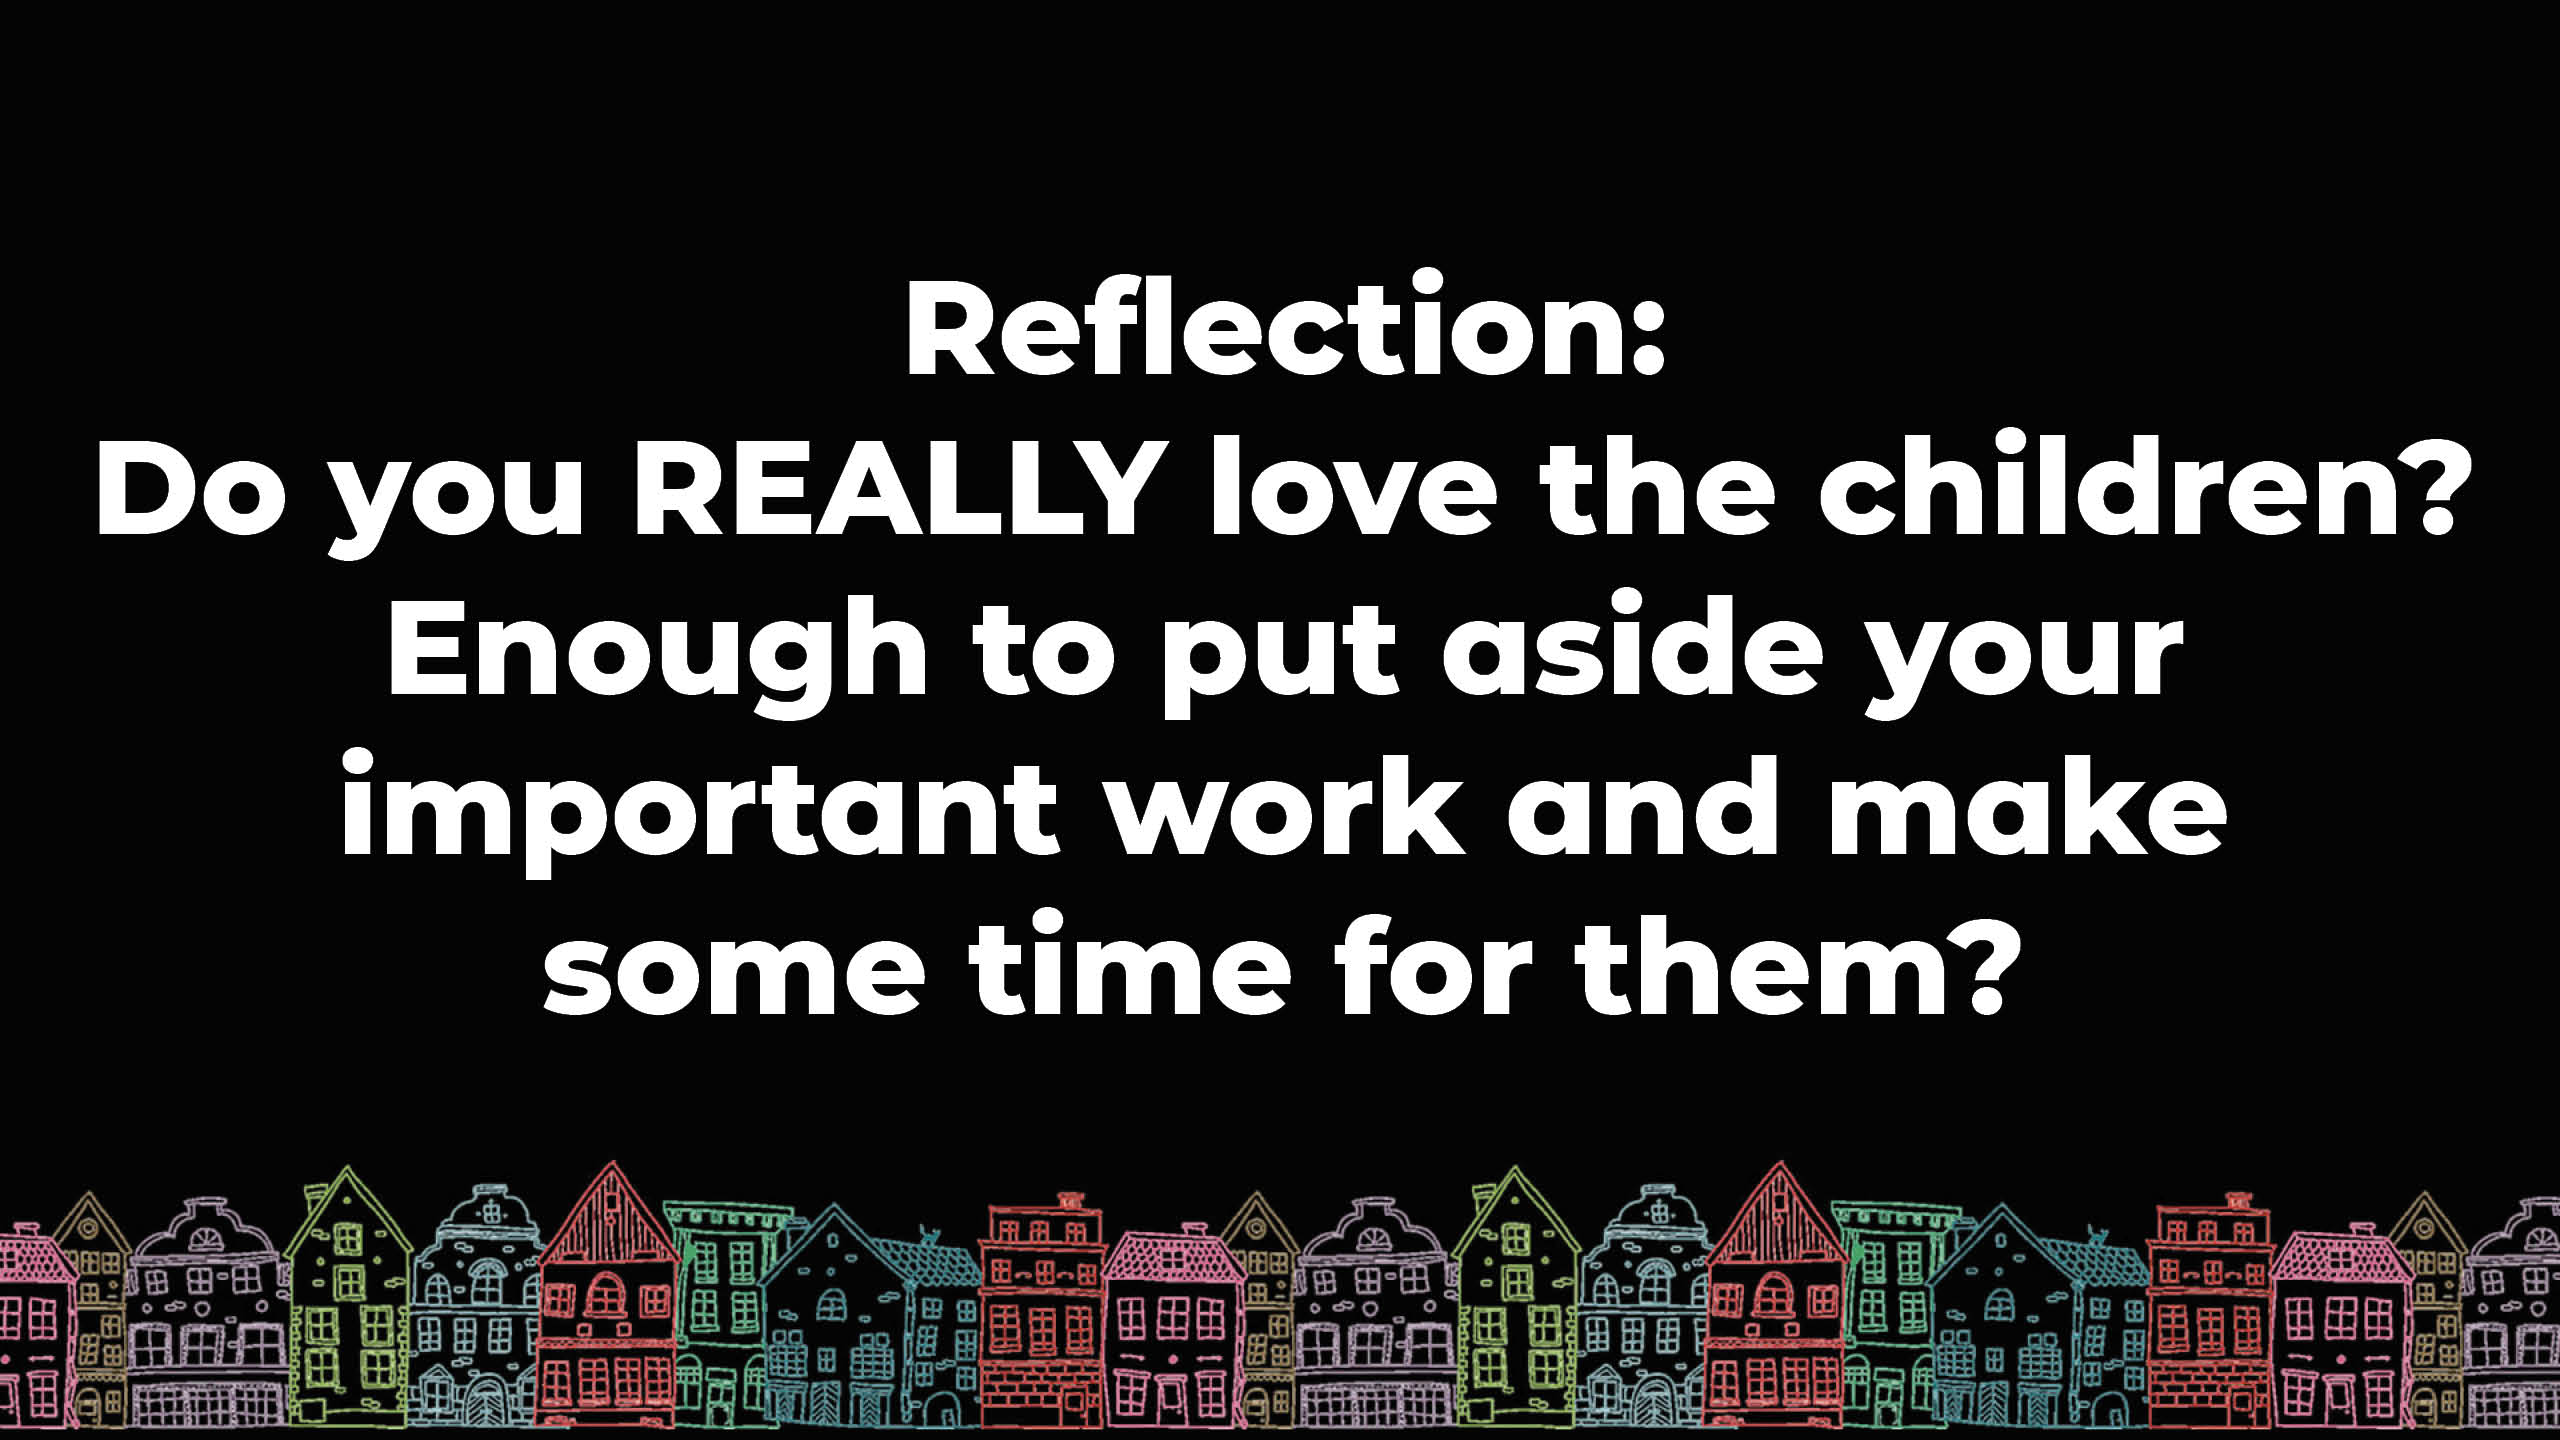 Reflection:
Do you REALLY love the children?
Enough to put aside your
important work and make
some time for them?